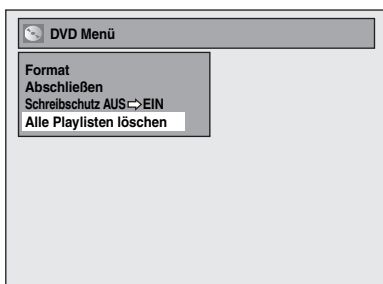 DVD Menü
Format
Abschließen
Schreibschutz AUS⇨EIN
Alle Playlisten löschen